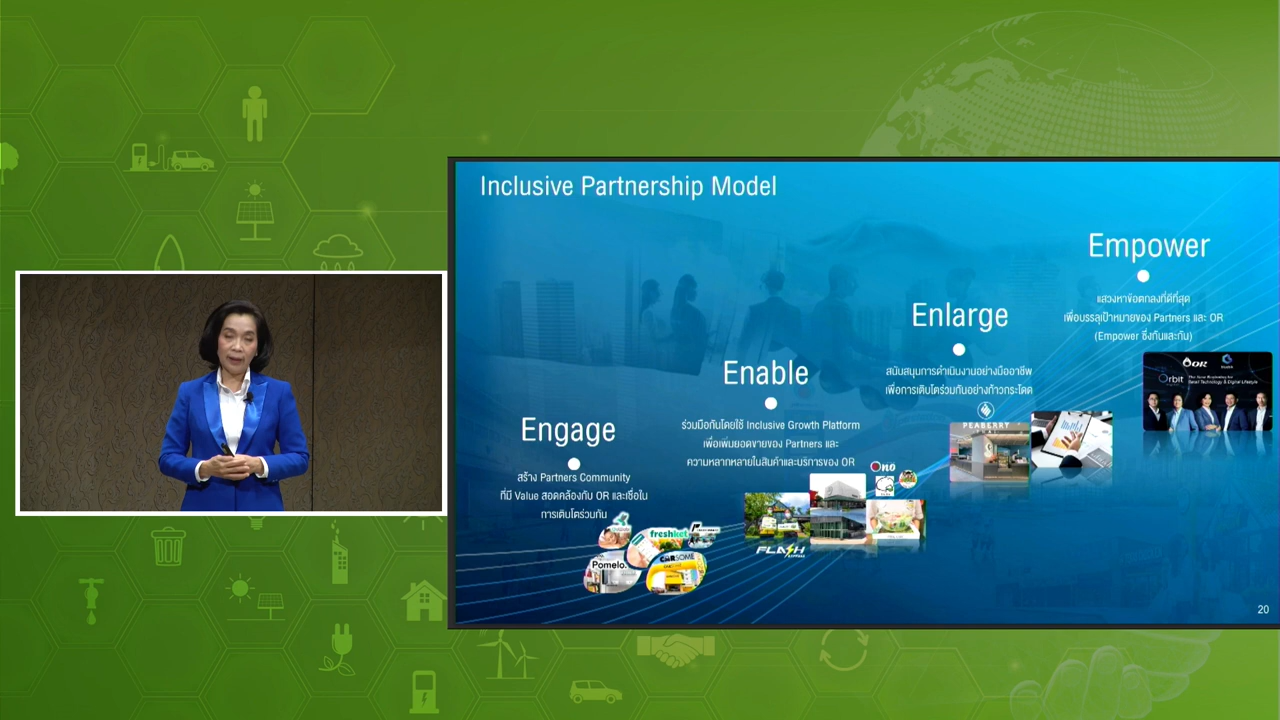 Inclusive Partnership Model
Engage
สร้าง Partners Community
ที่มี Value สอดคล้องกับ OR และเชื่อใน
การเติบโตร่วมกัน
freshket
CARSOME
Pomelo.
Enable
ร่วมมือกันโดยใช้ Inclusive Growth Platform
เพื่อเพิ่มยอดขายของ Partners และ
ความหลากหลายในสินค้าและบริการของ OR
FLASH
EXPRESS
Ono
Enlarge
สนับสนุนการดำเนินงานอย่างมืออาชีพ
เพื่อการเติบโตร่วมกันอย่างก้าวกระโดด
PEABERRY
Empower
แสวงหาข้อตกลงที่ดีที่สุด
เพื่อบรรลุเป้าหมายของ Partners และ OR
(Empower ซึ่งกันและกัน)
OR
Orbit
20